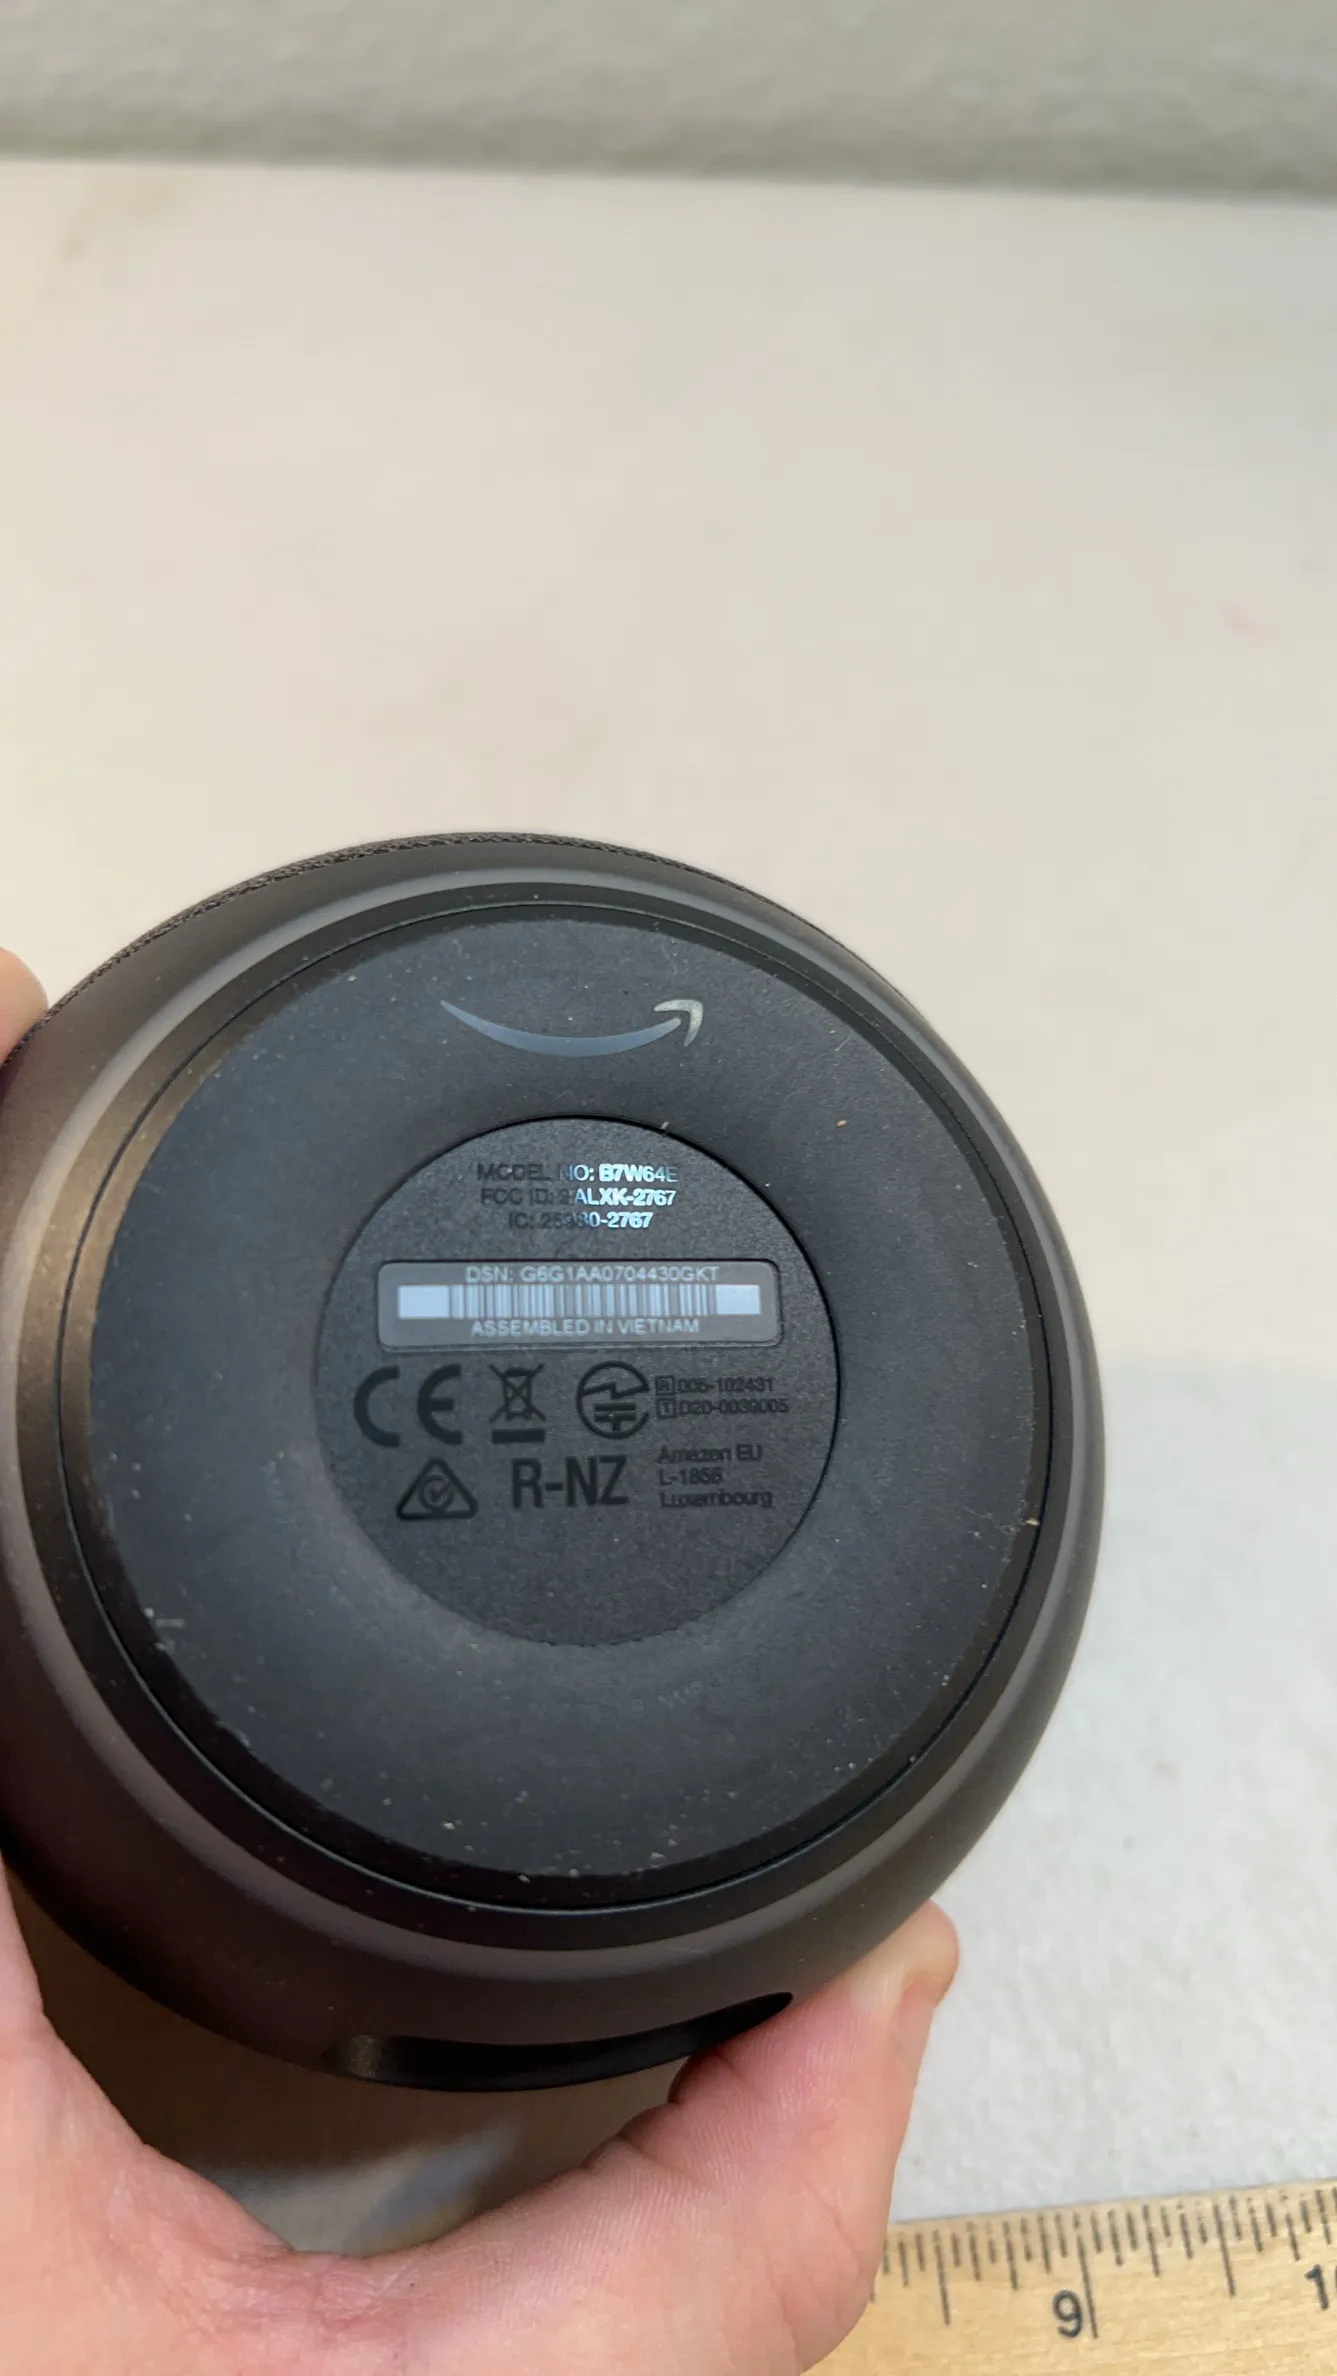 MODEL NO: B7W64E
FCC ID: 2ALXK-2767
IC: 25980-2767
DSN: G6G1AA0704430GKT
ASSEMBLED IN VIETNAM
CE
R 005-102431
T D20-0039005
R-NZ
Amazon EU
L-1855
Luxembourg
9
10